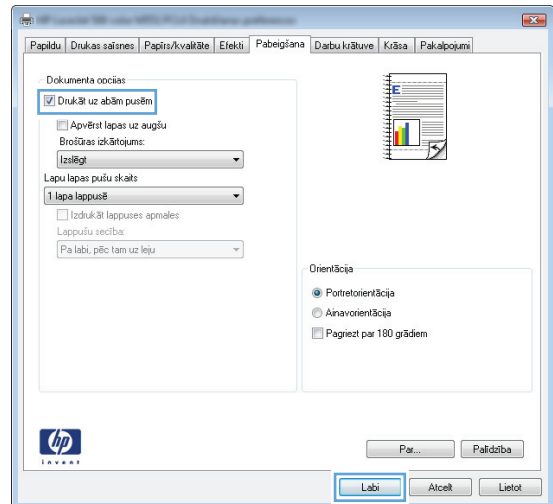 Papildu Drukas saīsnes Papīrs/kvalitāte Efekti Pabeigšana Darbu krātuve Krāsa Pakalpojumi
Dokumenta opcijas
Drukāt uz abām pusēm
Apvērst lapas uz augšu
Brošūras izkārtojums:
Izslēgt
Lapu lapas pušu skaits
1 lapa lappusē
Izdrukāt lappuses apmales
Lappušu secība:
Pa labi, pēc tam uz leju
E
Orientācija
Portretorientācija
Ainavorientācija
Pagriezt par 180 grādiem
hp
invent
Par...
Palīdzība
Labi
Atcelt
Lietot